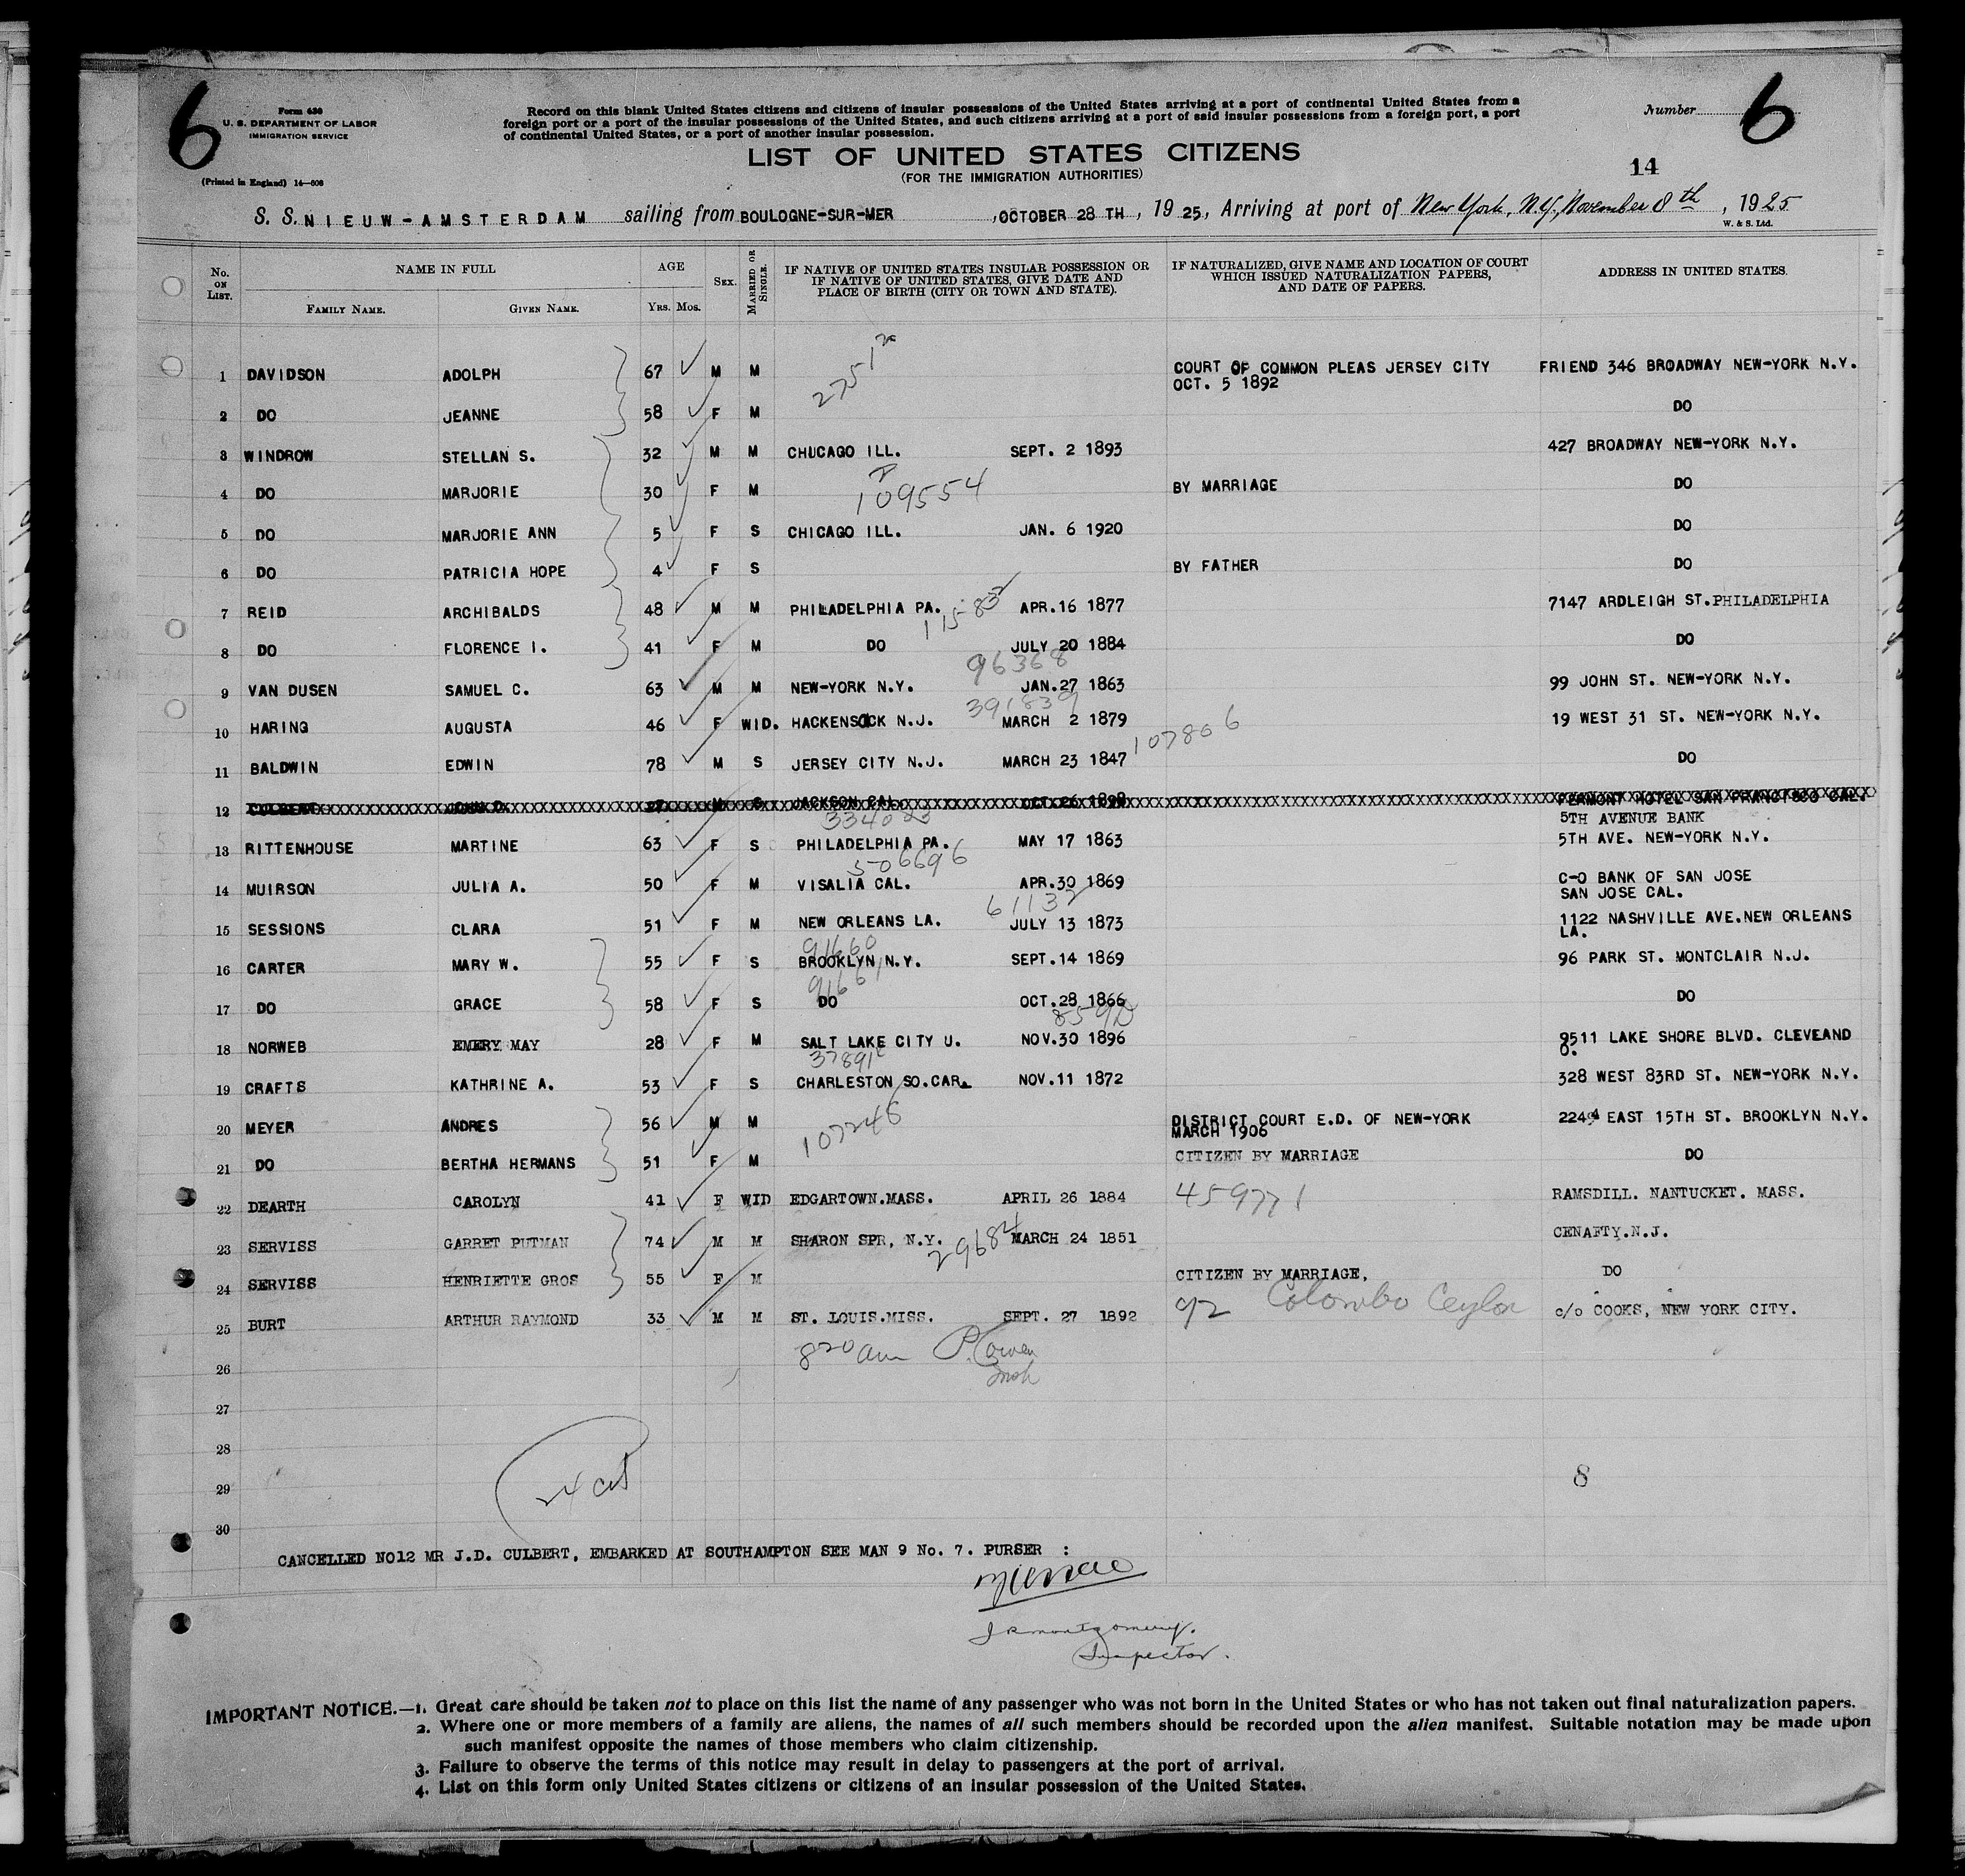 6
Form 630
U. S. DEPARTMENT OF LABOR
IMMIGRATION SERVICE
(Printed in England) 14—608
Record on this blank United States citizens and citizens of insular possessions of the United States arriving at a port of continental United States from a
foreign port or a port of the insular possessions of the United States, and such citizens arriving at a port of said insular possessions from a foreign port, a port
of continental United States, or a port of another insular possession.
LIST OF UNITED STATES CITIZENS
(FOR THE IMMIGRATION AUTHORITIES)
Number 6
14
S. S. NIEUW-AMSTERDAM sailing from BOULOGNE-SUR-MER, OCTOBER 28 TH, 1925, Arriving at port of New York, N.Y., November 8th, 1925
W. & S. Ltd.
No. ON LIST. NAME IN FULL AGE SEX. MARRIED OR SINGLE. IF NATIVE OF UNITED STATES INSULAR POSSESSION OR IF NATIVE OF UNITED STATES, GIVE DATE AND PLACE OF BIRTH (CITY OR TOWN AND STATE). IF NATURALIZED, GIVE NAME AND LOCATION OF COURT WHICH ISSUED NATURALIZATION PAPERS, AND DATE OF PAPERS. ADDRESS IN UNITED STATES.
FAMILY NAME. GIVEN NAME. YRS. MOS.
1 DAVIDSON ADOLPH 67 M M COURT OF COMMON PLEAS JERSEY CITY FRIEND 346 BROADWAY NEW-YORK N.Y.
OCT. 5 1892
2 DO JEANNE 58 F M DO
3 WINDROW STELLAN S. 32 M M CHUCAGO ILL. SEPT. 2 1893 427 BROADWAY NEW-YORK N.Y.
109554
4 DO MARJORIE 30 F M BY MARRIAGE DO
5 DO MARJORIE ANN 5 F S CHICAGO ILL. JAN. 6 1920 DO
6 DO PATRICIA HOPE 4 F S BY FATHER DO
7 REID ARCHIBALDS 48 M M PHILADELPHIA PA. APR.16 1877 7147 ARDLEIGH ST.PHILADELPHIA
8 DO FLORENCE I. 41 F M DO JULY 20 1884 DO
96368
9 VAN DUSEN SAMUEL C. 63 M M NEW-YORK N.Y. JAN.27 1863 99 JOHN ST. NEW-YORK N.Y.
391839
10 HARING AUGUSTA 46 F WID. HACKENSACK N.J. MARCH 2 1879 19 WEST 31 ST. NEW-YORK N.Y.
107806
11 BALDWIN EDWIN 78 M S JERSEY CITY N.J. MARCH 23 1847 DO
12 CULBERT JOHN D. 27 M S JACKSON CAL. OCT.26 1898 FERMONT HOTEL SAN FRANCISCO CAL.
5TH AVENUE BANK
13 RITTENHOUSE MARTINE 63 F S PHILADELPHIA PA. MAY 17 1863 5TH AVE. NEW-YORK N.Y.
506696
14 MUIRSON JULIA A. 50 F M VISALIA CAL. APR.30 1869 C-O BANK OF SAN JOSE
SAN JOSE CAL.
61132
15 SESSIONS CLARA 51 F M NEW ORLEANS LA. JULY 13 1873 1122 NASHVILLE AVE.NEW ORLEANS
LA.
91660
16 CARTER MARY W. 55 F S BROOKLYN N.Y. SEPT.14 1869 96 PARK ST. MONTCLAIR N.J.
91661
17 DO GRACE 58 F S DO OCT.28 1866 DO
18 NORWEB EMERY MAY 28 F M SALT LAKE CITY U. NOV.30 1896 9511 LAKE SHORE BLVD. CLEVEAND
O.
37891
19 CRAFTS KATHRINE A. 53 F S CHARLESTON SO.CAR. NOV.11 1872 328 WEST 83RD ST. NEW-YORK N.Y.
107246
20 MEYER ANDRES 56 M M DISTRICT COURT E.D. OF NEW-YORK 2244 EAST 15TH ST. BROOKLYN N.Y.
MARCH 1906
21 DO BERTHA HERMANS 51 F M CITIZEN BY MARRIAGE DO
22 DEARTH CAROLYN 41 F WID EDGARTOWN.MASS. APRIL 26 1884 459771 RAMSDILL. NANTUCKET. MASS.
23 SERVISS GARRET PUTMAN 74 M M SHARON SPR, N.Y. MARCH 24 1851 CENAFTY.N.J.
29684
24 SERVISS HENRIETTE GROS 55 F M CITIZEN BY MARRIAGE, DO
92 Colombo Ceylon
25 BURT ARTHUR RAYMOND 33 M M ST. LOUIS.MISS. SEPT. 27 1892 c/o COOKS, NEW YORK CITY.
820 am
26
27
28
29 8
30
CANCELLED NO12 MR J.D. CULBERT, EMBARKED AT SOUTHAMPTON SEE MAN 9 No. 7. PURSER :
J R Montgomery.
Inspector.
IMPORTANT NOTICE.—1. Great care should be taken not to place on this list the name of any passenger who was not born in the United States or who has not taken out final naturalization papers.
2. Where one or more members of a family are aliens, the names of all such members should be recorded upon the alien manifest. Suitable notation may be made upon
such manifest opposite the names of those members who claim citizenship.
3. Failure to observe the terms of this notice may result in delay to passengers at the port of arrival.
4. List on this form only United States citizens or citizens of an insular possession of the United States.